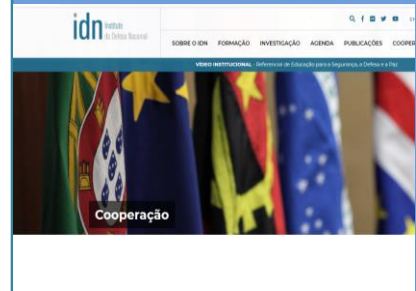 idn Instituto
da Defesa Nacional
SOBRE O IDN FORMAÇÃO INVESTIGAÇÃO AGENDA PUBLICAÇÕES COOPER
VÍDEO INSTITUCIONAL - Referencial de Educação para a Segurança, a Defesa e a Paz
Cooperação